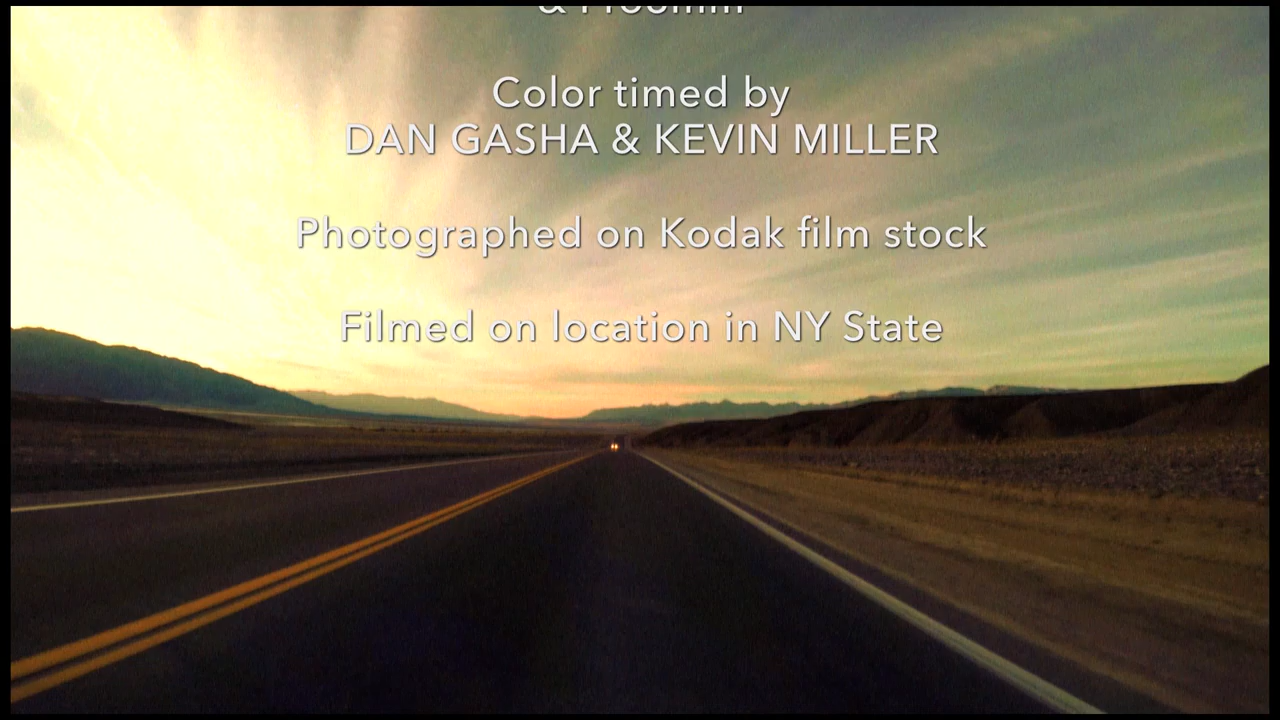 Color timed by
DAN GASHA & KEVIN MILLER
Photographed on Kodak film stock
Filmed on location in NY State